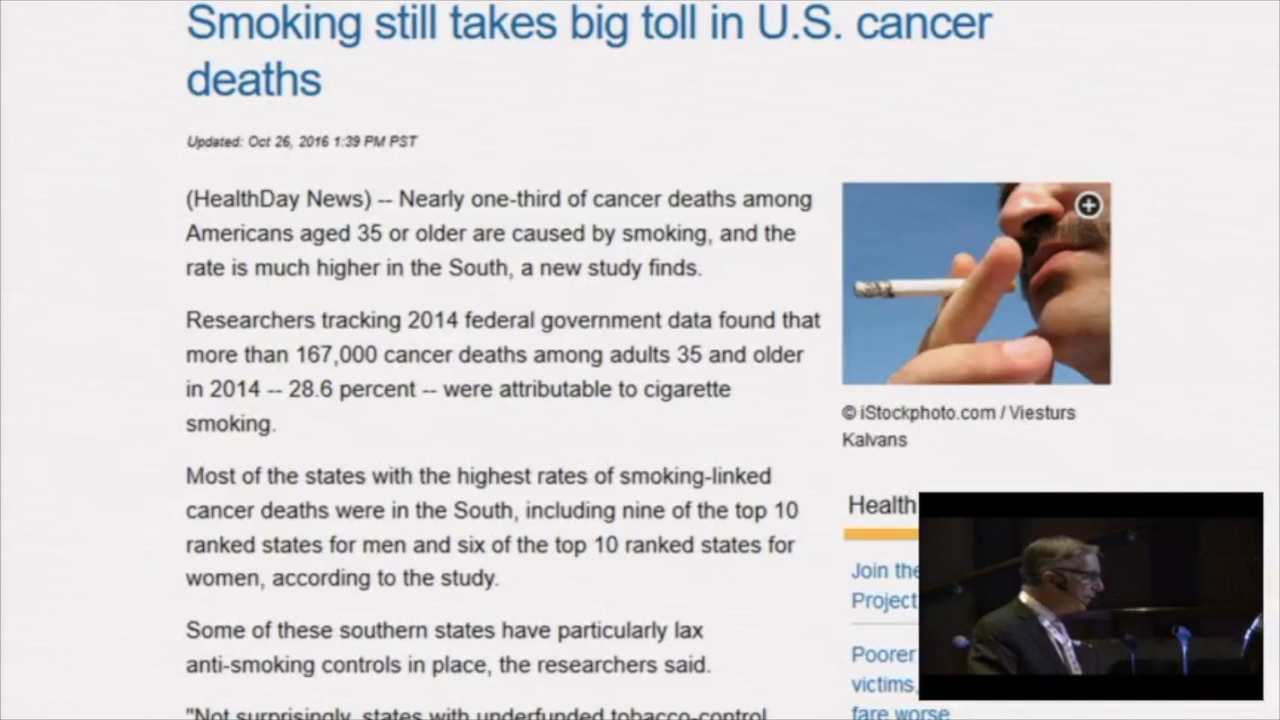 Smoking still takes big toll in U.S. cancer
deaths
Updated: Oct 26, 2016 1:39 PM PST
(HealthDay News) -- Nearly one-third of cancer deaths among
Americans aged 35 or older are caused by smoking, and the
rate is much higher in the South, a new study finds.
Researchers tracking 2014 federal government data found that
more than 167,000 cancer deaths among adults 35 and older
in 2014 -- 28.6 percent -- were attributable to cigarette
smoking.
Most of the states with the highest rates of smoking-linked
cancer deaths were in the South, including nine of the top 10
ranked states for men and six of the top 10 ranked states for
women, according to the study.
Some of these southern states have particularly lax
anti-smoking controls in place, the researchers said.
"Not surprisingly, states with underfunded tobacco-control
© iStockphoto.com / Viesturs
Kalvans
Health
Join the
Project
Poorer
victims,
fare worse